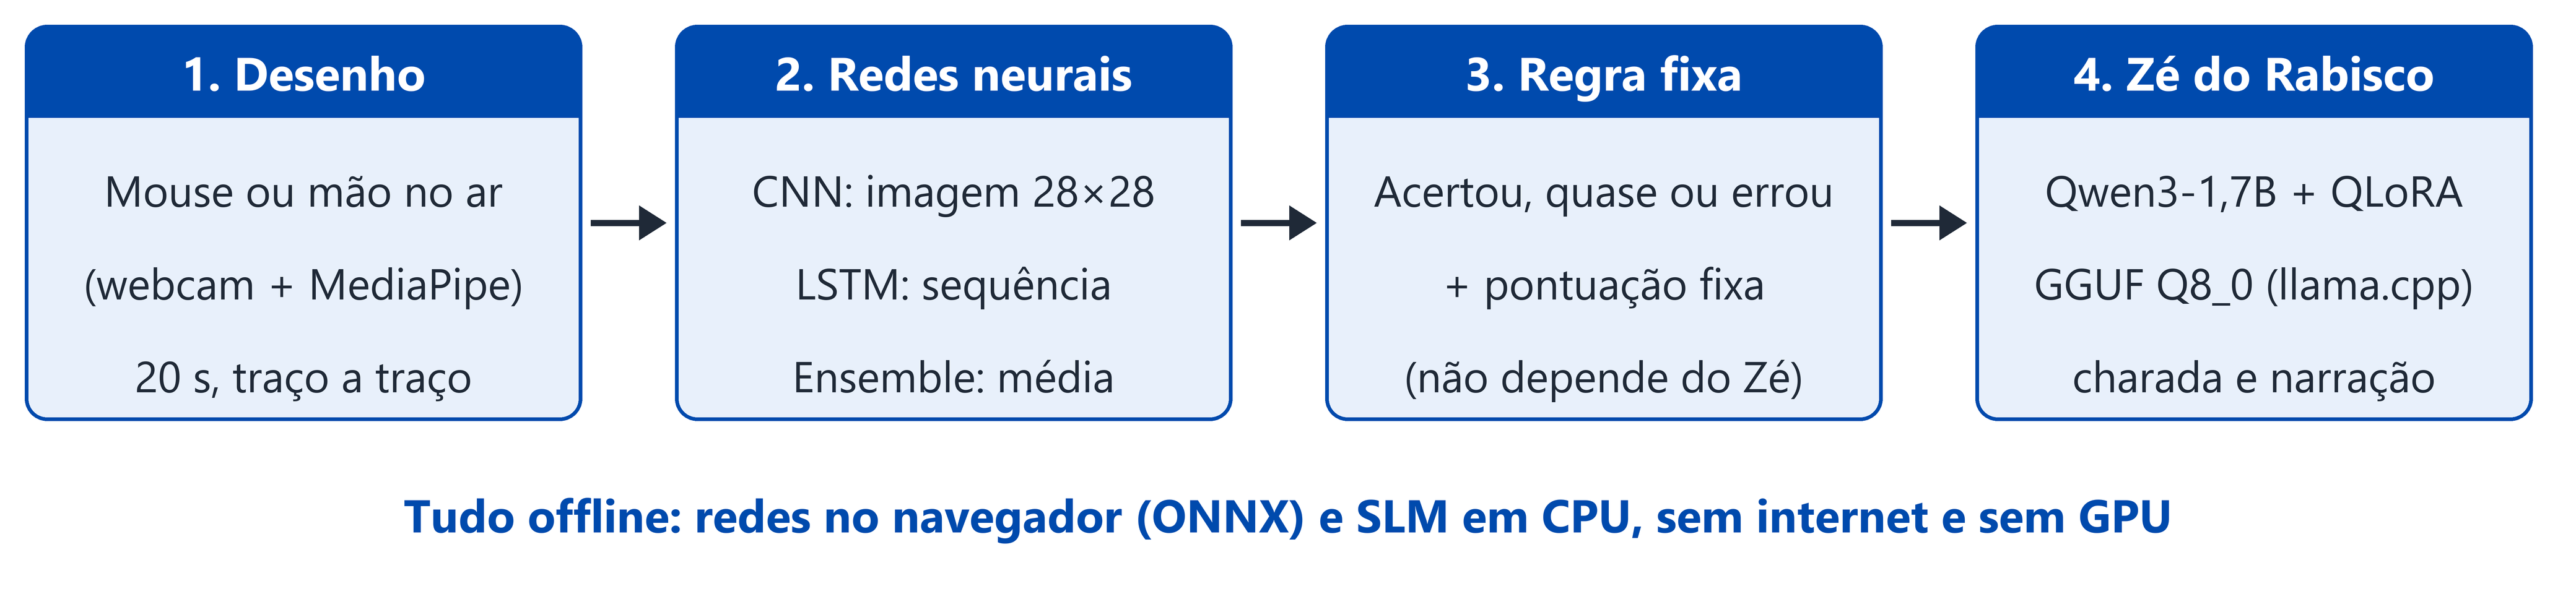 1. Desenho
Mouse ou mão no ar
(webcam + MediaPipe)
20 s, traço a traço
2. Redes neurais
CNN: imagem 28×28
LSTM: sequência
Ensemble: média
3. Regra fixa
Acertou, quase ou errou
+ pontuação fixa
(não depende do Zé)
4. Zé do Rabisco
Qwen3-1,7B + QLoRA
GGUF Q8_0 (llama.cpp)
charada e narração
Tudo offline: redes no navegador (ONNX) e SLM em CPU, sem internet e sem GPU